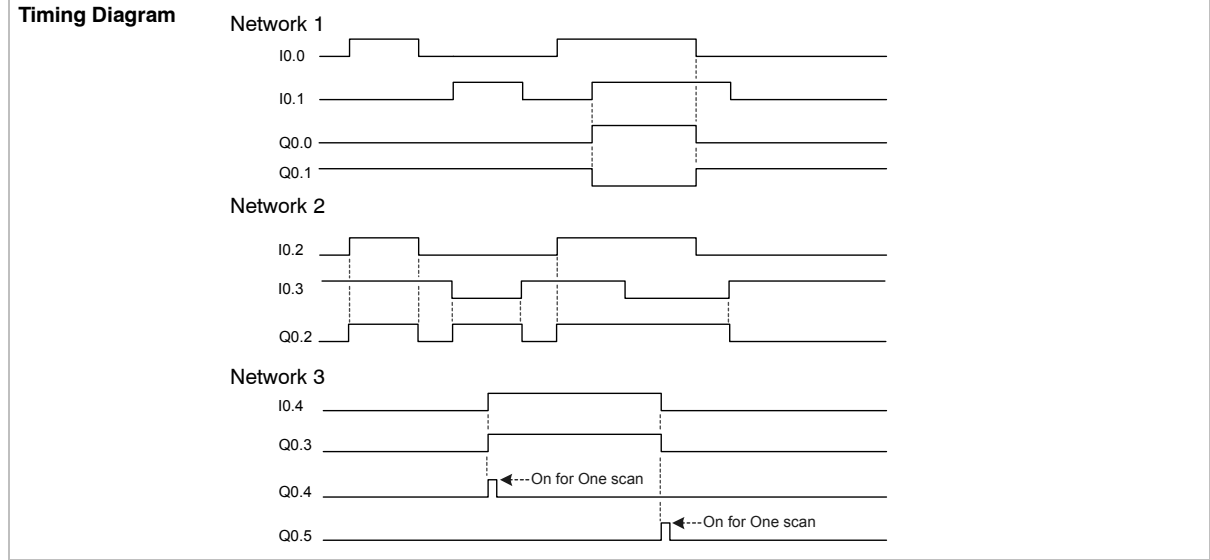 Timing Diagram
Network 1
I0.0
I0.1
Q0.0
Q0.1
Network 2
I0.2
I0.3
Q0.2
Network 3
I0.4
Q0.3
On for One scan
Q0.4
On for One scan
Q0.5